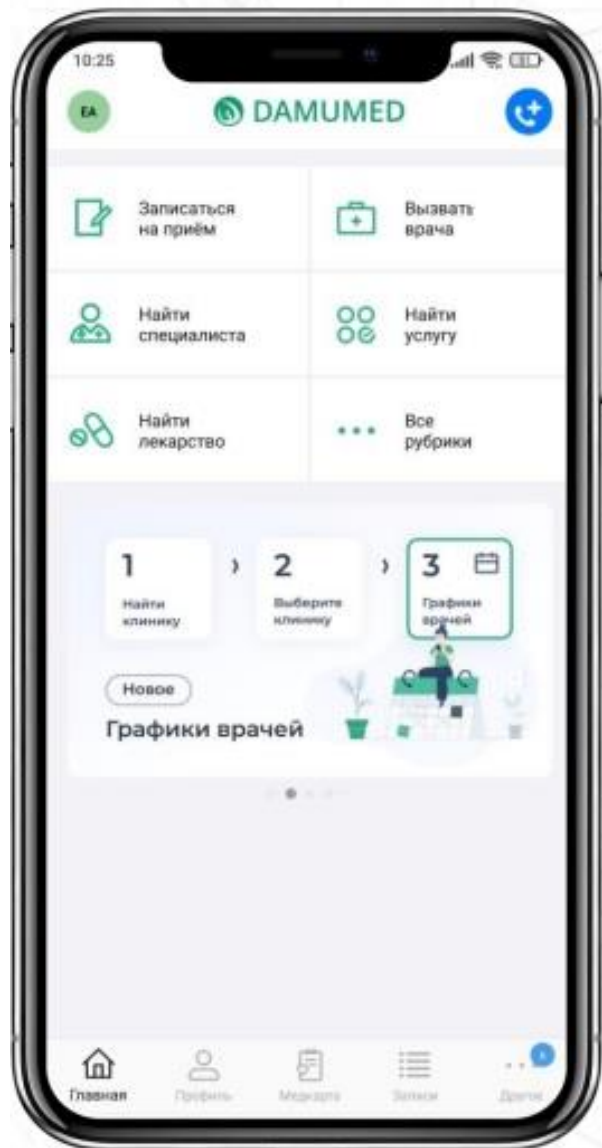 10:25
EA
DAMUMED
Записаться
на приём
Вызвать
врача
Найти
специалиста
Найти
услугу
Найти
лекарство
Все
рубрики
1
2
3
Найти
клинику
Выберите
клинику
Графики
врачей
Новое
Графики врачей
Главная
Профиль
Медкарта
Записи
Другое